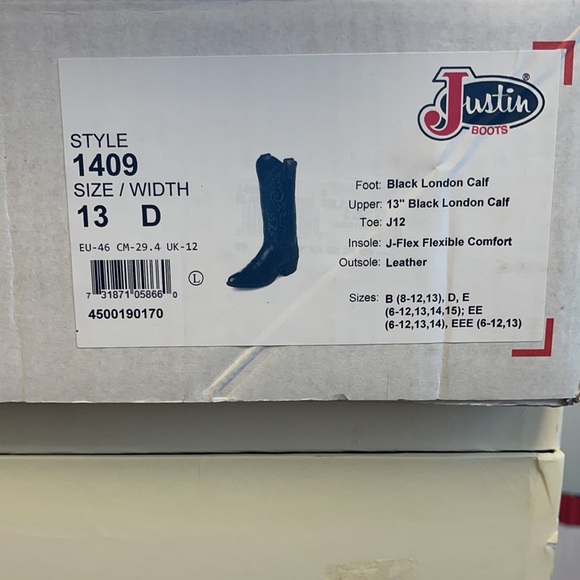 Justin®
BOOTS
STYLE
1409
SIZE / WIDTH
13 D
EU-46 CM-29.4 UK-12
7 31871 05866 0
4500190170
L
Foot: Black London Calf
Upper: 13" Black London Calf
Toe: J12
Insole: J-Flex Flexible Comfort
Outsole: Leather
Sizes: B (8-12,13), D, E
(6-12,13,14,15); EE
(6-12,13,14), EEE (6-12,13)